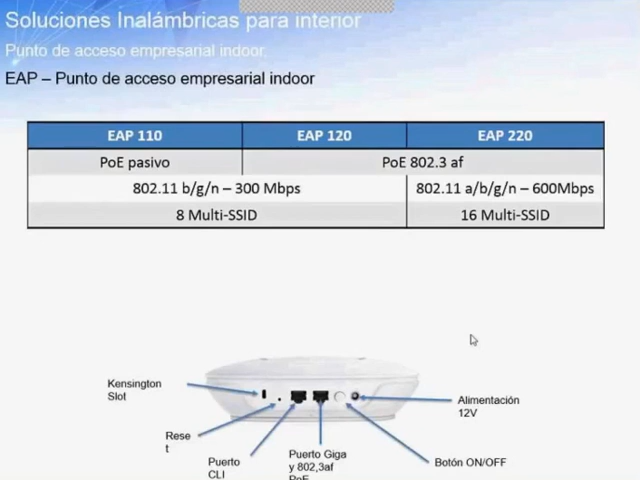 Soluciones Inalámbricas para interior
Punto de acceso empresarial indoor.
EAP – Punto de acceso empresarial indoor
EAP 110 EAP 120 EAP 220
PoE pasivo PoE 802.3 af
802.11 b/g/n – 300 Mbps 802.11 a/b/g/n – 600Mbps
8 Multi-SSID 16 Multi-SSID
Kensington
Slot
Rese
t
Puerto
CLI
Puerto Giga
y 802,3af
PoE
Botón ON/OFF
Alimentación
12V